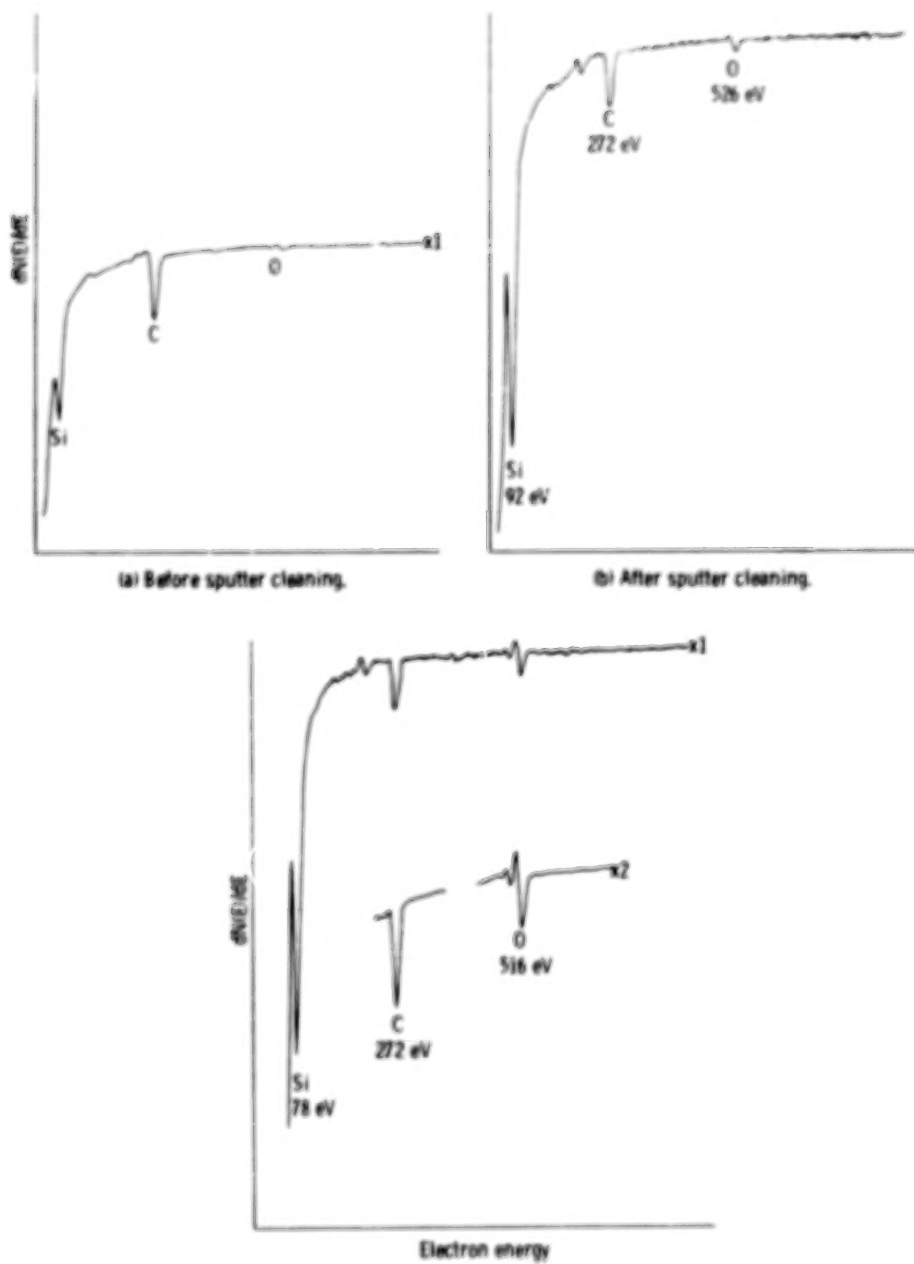 dN(E)/dE
Si
C
O
x1
(a) Before sputter cleaning.
Si
92 eV
C
272 eV
O
526 eV
(b) After sputter cleaning.
dN(E)/dE
x1
x2
Si
78 eV
C
272 eV
O
516 eV
Electron energy